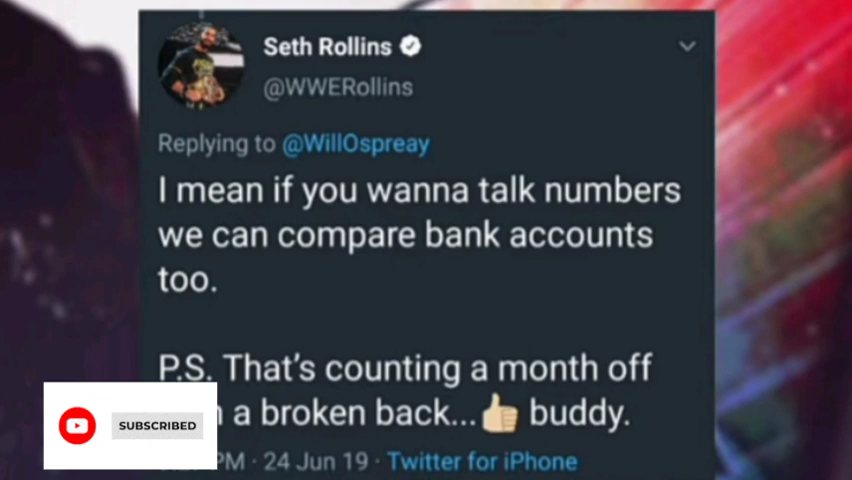 Seth Rollins
@WWERollins
Replying to @WillOspreay
I mean if you wanna talk numbers
we can compare bank accounts
too.
P.S. That's counting a month off
a broken back...👍🏼 buddy.
PM · 24 Jun 19 · Twitter for iPhone
SUBSCRIBED